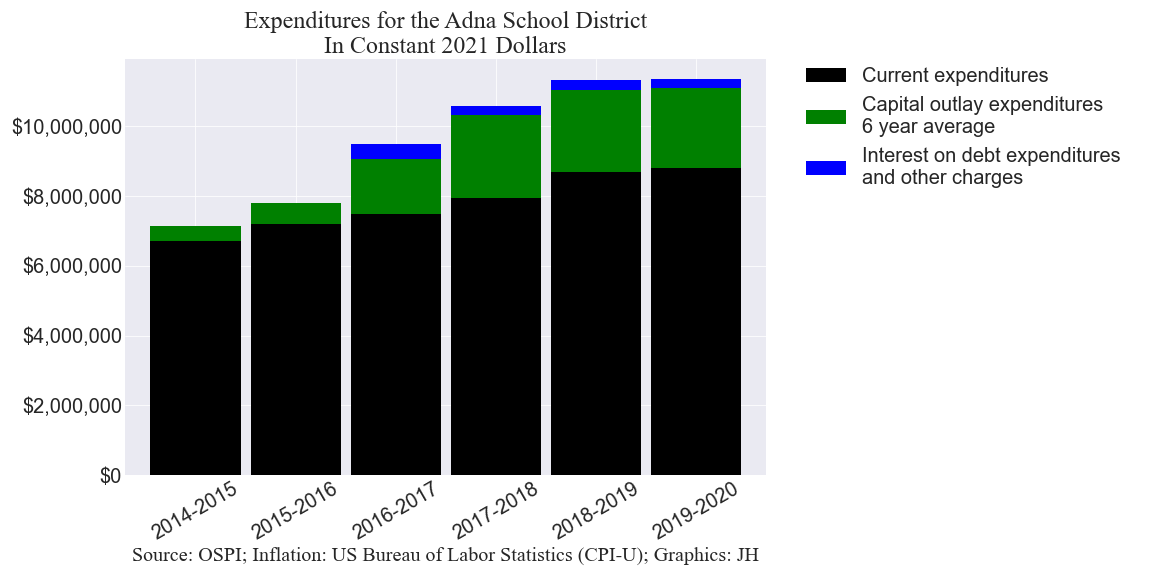 Expenditures for the Adna School District
In Constant 2021 Dollars
$10,000,000
$8,000,000
$6,000,000
$4,000,000
$2,000,000
$0
2014-2015
2015-2016
2016-2017
2017-2018
2018-2019
2019-2020
Current expenditures
Capital outlay expenditures
6 year average
Interest on debt expenditures
and other charges
Source: OSPI; Inflation: US Bureau of Labor Statistics (CPI-U); Graphics: JH